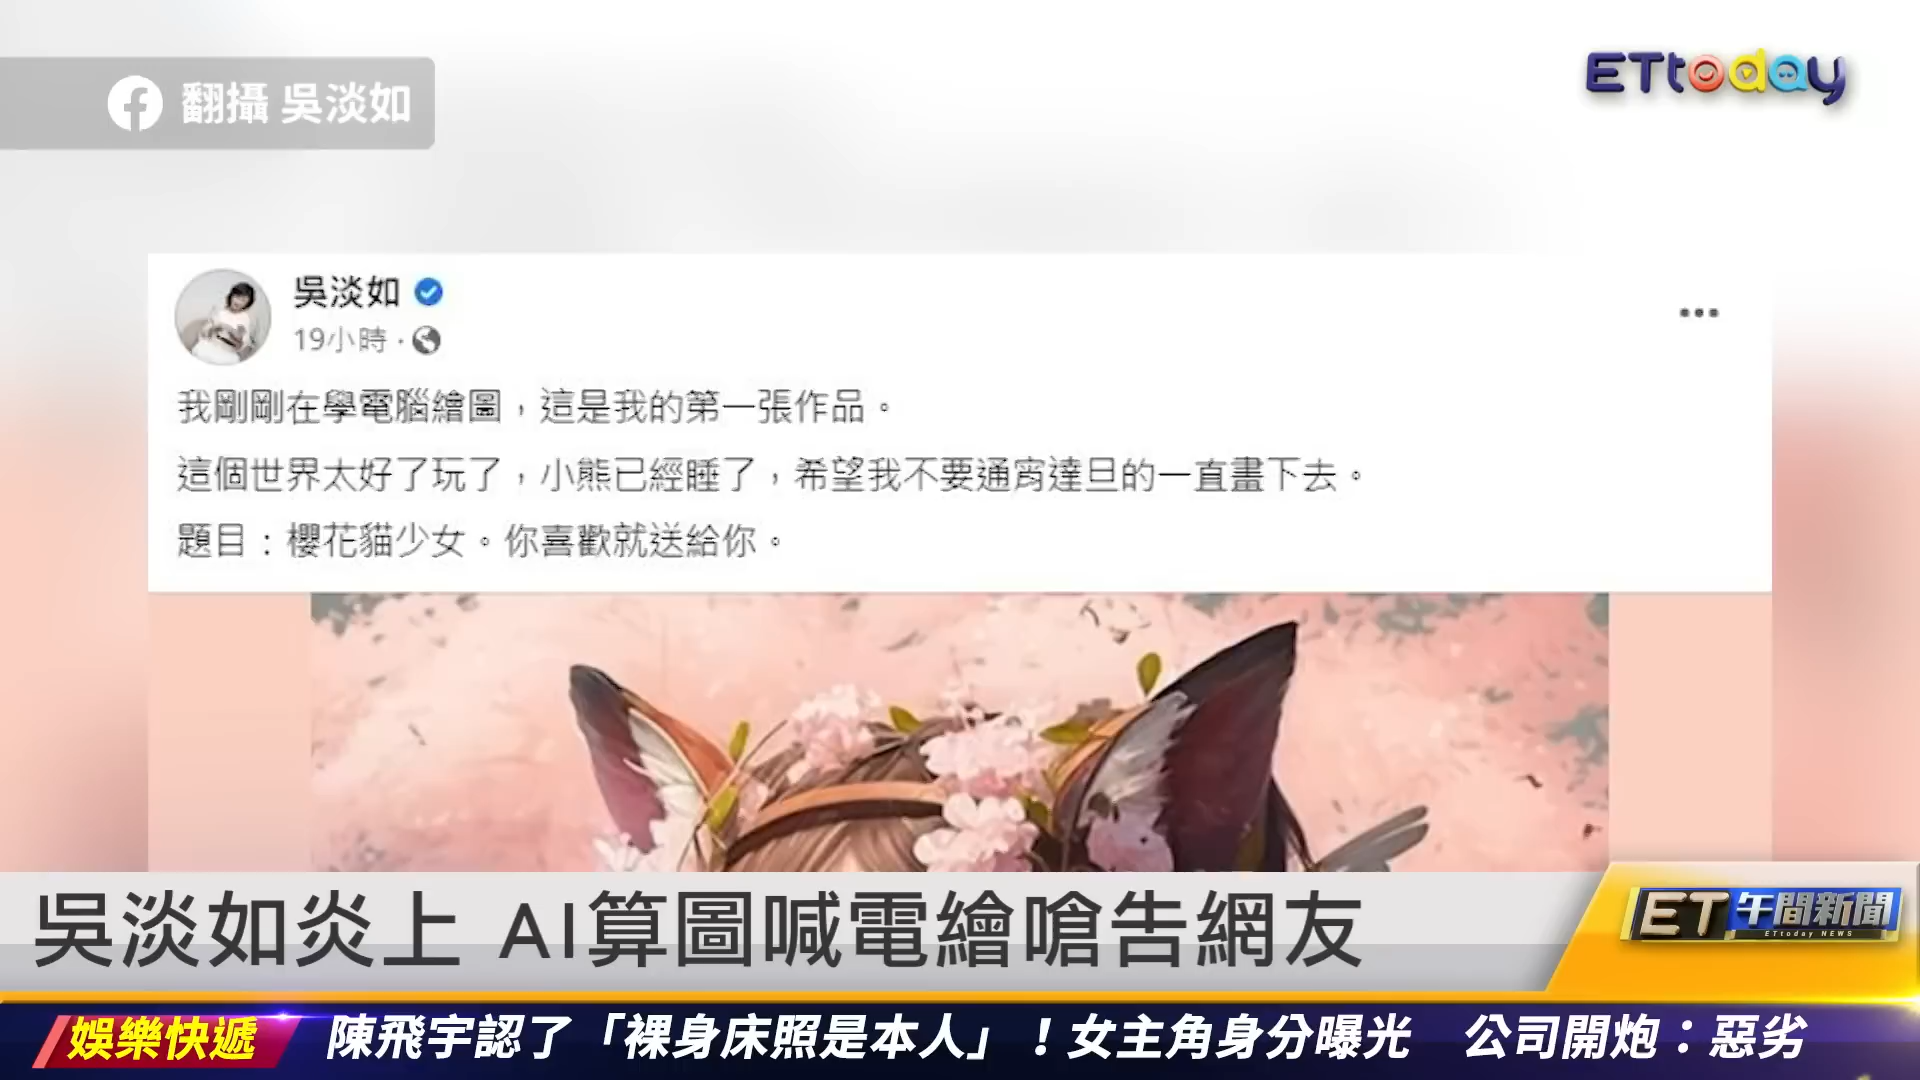 翻攝 吳淡如
ETtoday
吳淡如
19小時·
我剛剛在學電腦繪圖，這是我的第一張作品。
這個世界太好了玩了，小熊已經睡了，希望我不要通宵達旦的一直畫下去。
題目：櫻花貓少女。你喜歡就送給你。
吳淡如炎上 AI算圖喊電繪嗆告網友
ET午間新聞
ETtoday NEWS
娛樂快遞 陳飛宇認了「裸身床照是本人」！女主角身分曝光 公司開炮：惡劣